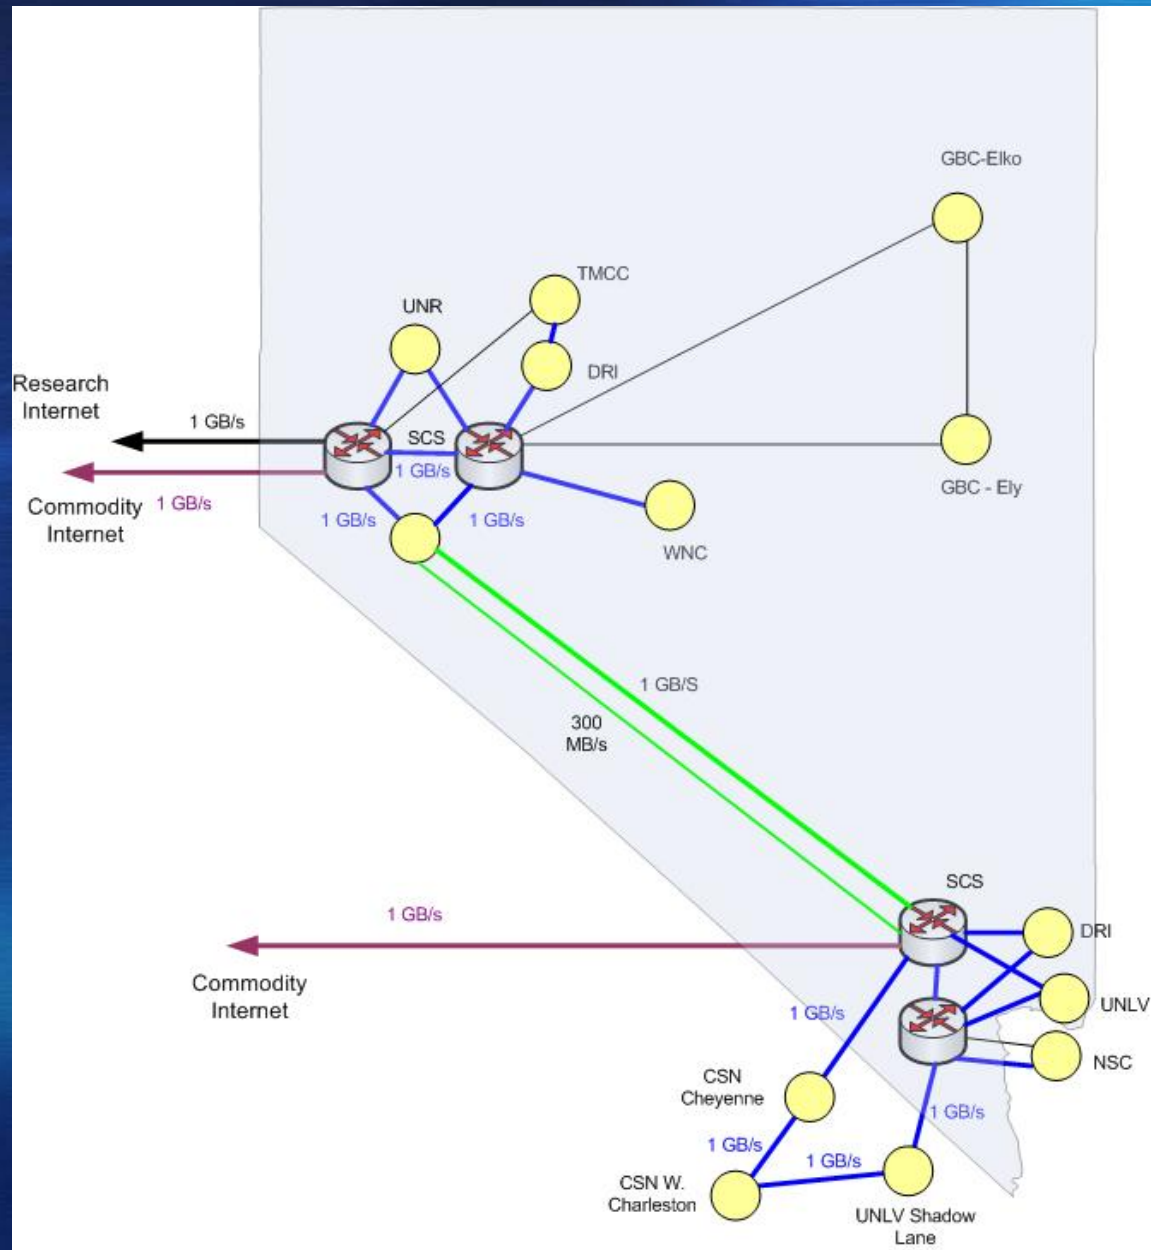 GBC-Elko
TMCC
UNR
DRI
Research
Internet
1 GB/s
SCS
1 GB/s
GBC - Ely
Commodity
Internet
1 GB/s
1 GB/s
1 GB/s
WNC
1 GB/S
300
MB/s
SCS
1 GB/s
DRI
Commodity
Internet
UNLV
1 GB/s
NSC
CSN
Cheyenne
1 GB/s
1 GB/s
1 GB/s
CSN W.
Charleston
UNLV Shadow
Lane